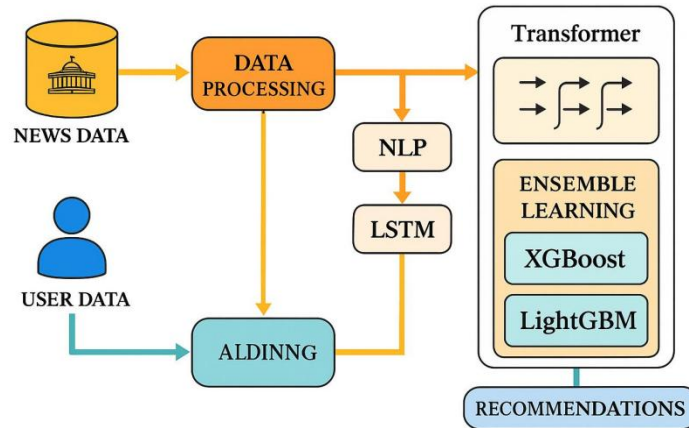 NEWS DATA
DATA
PROCESSING
NLP
LSTM
USER DATA
ALDINNG
Transformer
ENSEMBLE
LEARNING
XGBoost
LightGBM
RECOMMENDATIONS